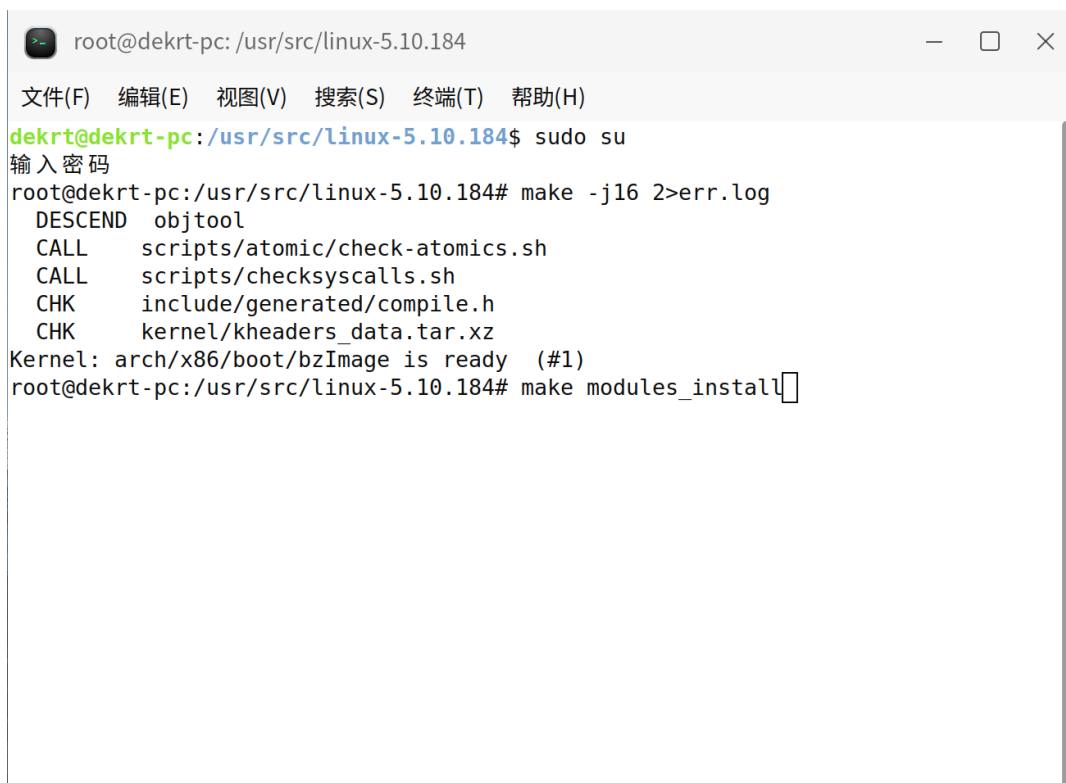 root@dekrt-pc: /usr/src/linux-5.10.184
文件(F) 编辑(E) 视图(V) 搜索(S) 终端(T) 帮助(H)
dekrt@dekrt-pc:/usr/src/linux-5.10.184$ sudo su
输入密码
root@dekrt-pc:/usr/src/linux-5.10.184# make -j16 2>err.log
  DESCEND  objtool
  CALL    scripts/atomic/check-atomics.sh
  CALL    scripts/checksyscalls.sh
  CHK     include/generated/compile.h
  CHK     kernel/kheaders_data.tar.xz
Kernel: arch/x86/boot/bzImage is ready  (#1)
root@dekrt-pc:/usr/src/linux-5.10.184# make modules_install